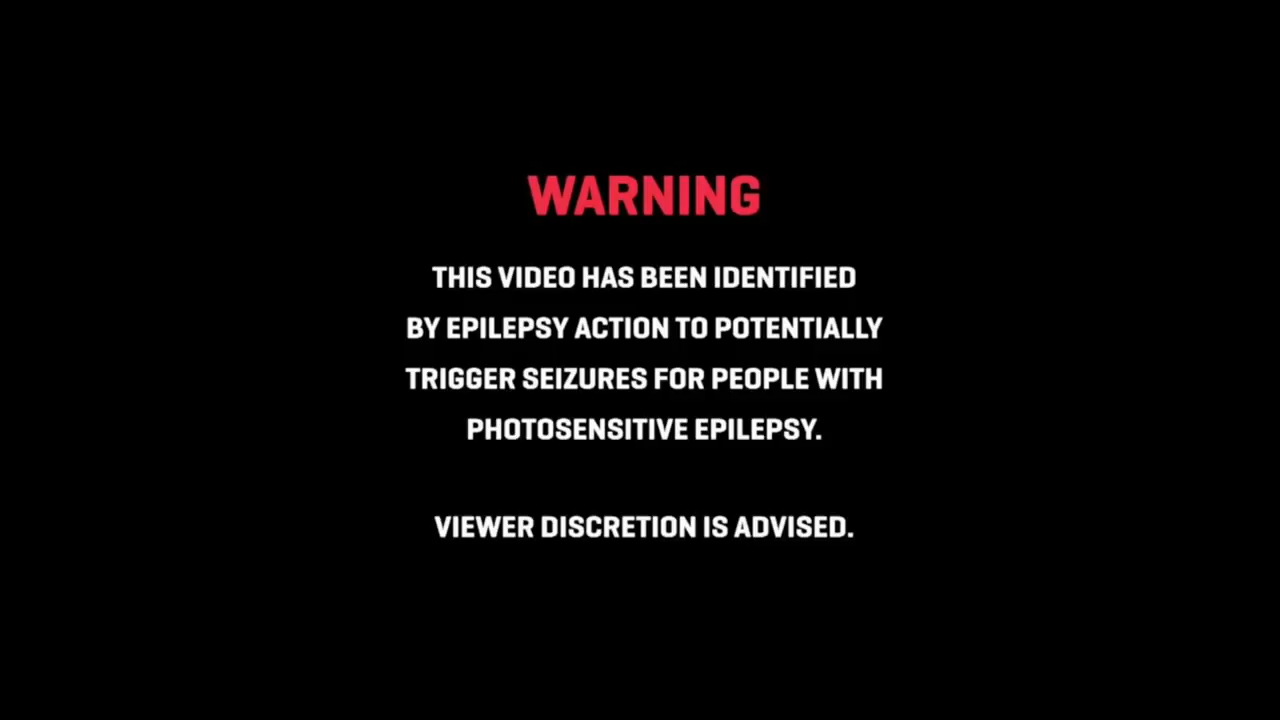 WARNING
THIS VIDEO HAS BEEN IDENTIFIED
BY EPILEPSY ACTION TO POTENTIALLY
TRIGGER SEIZURES FOR PEOPLE WITH
PHOTOSENSITIVE EPILEPSY.
VIEWER DISCRETION IS ADVISED.